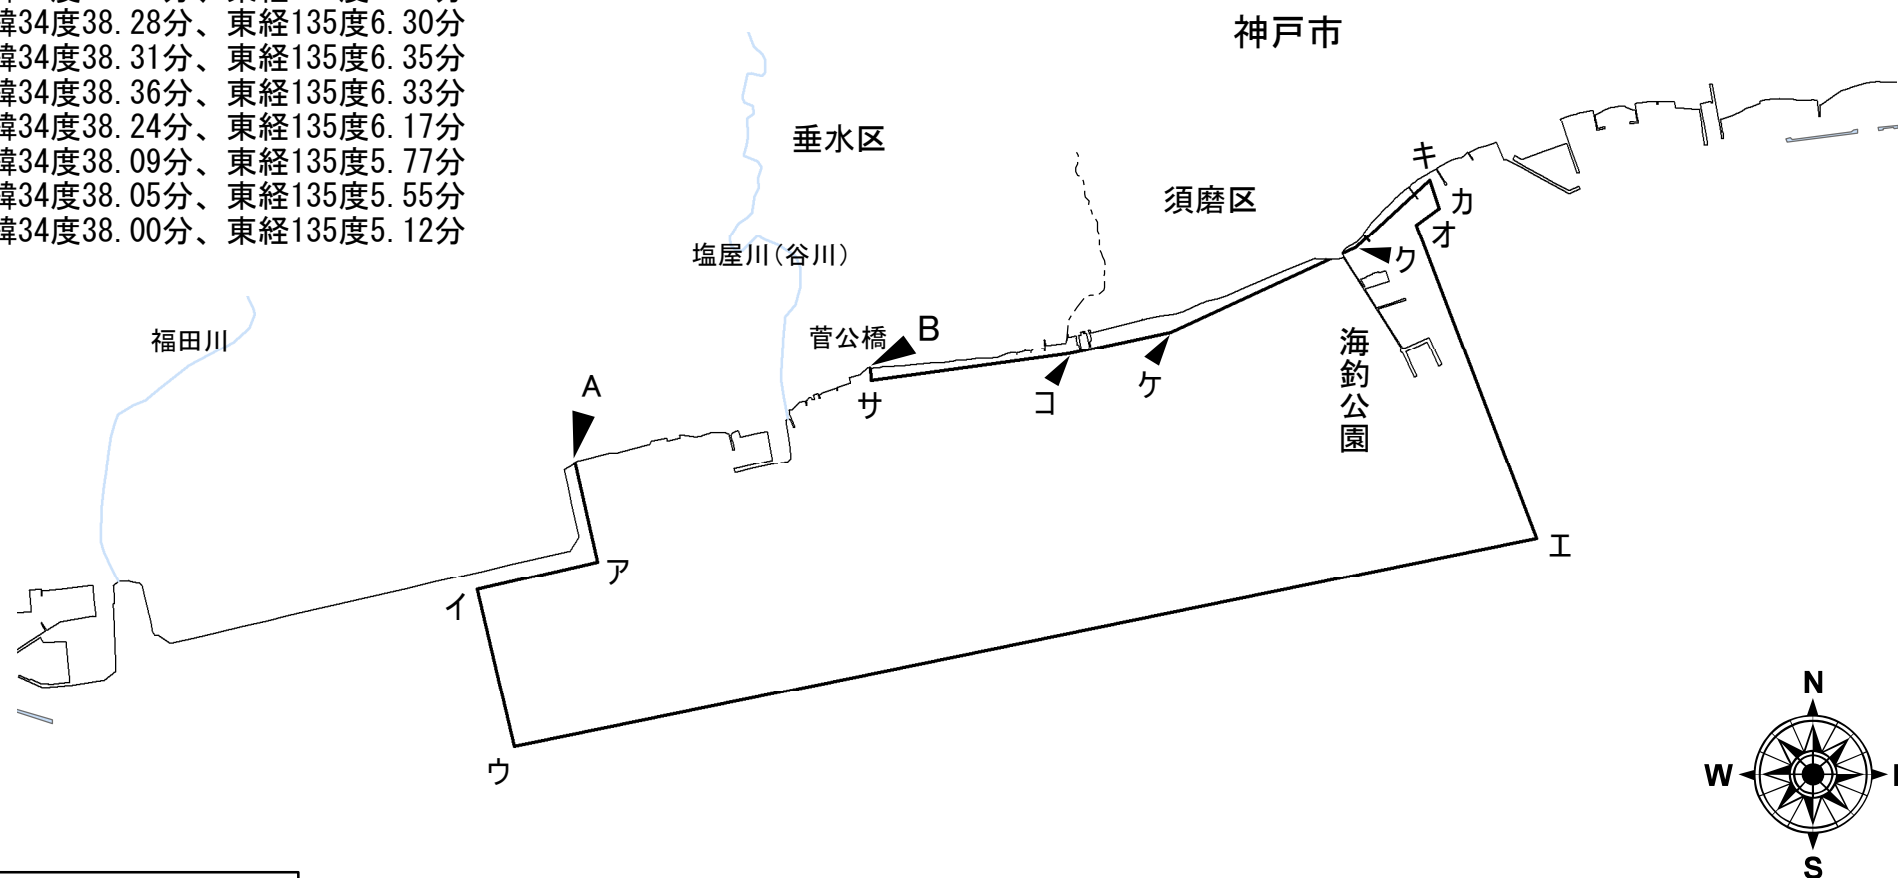 緯34度38.28分、東経135度6.30分
緯34度38.31分、東経135度6.35分
緯34度38.36分、東経135度6.33分
緯34度38.24分、東経135度6.17分
緯34度38.09分、東経135度5.77分
緯34度38.05分、東経135度5.55分
緯34度38.00分、東経135度5.12分
神戸市
垂水区
須磨区
キ
カ
オ
ク
塩屋川(谷川)
福田川
菅公橋
B
海釣公園
A
サ
コ
ケ
ア
イ
エ
ウ
N
W
S